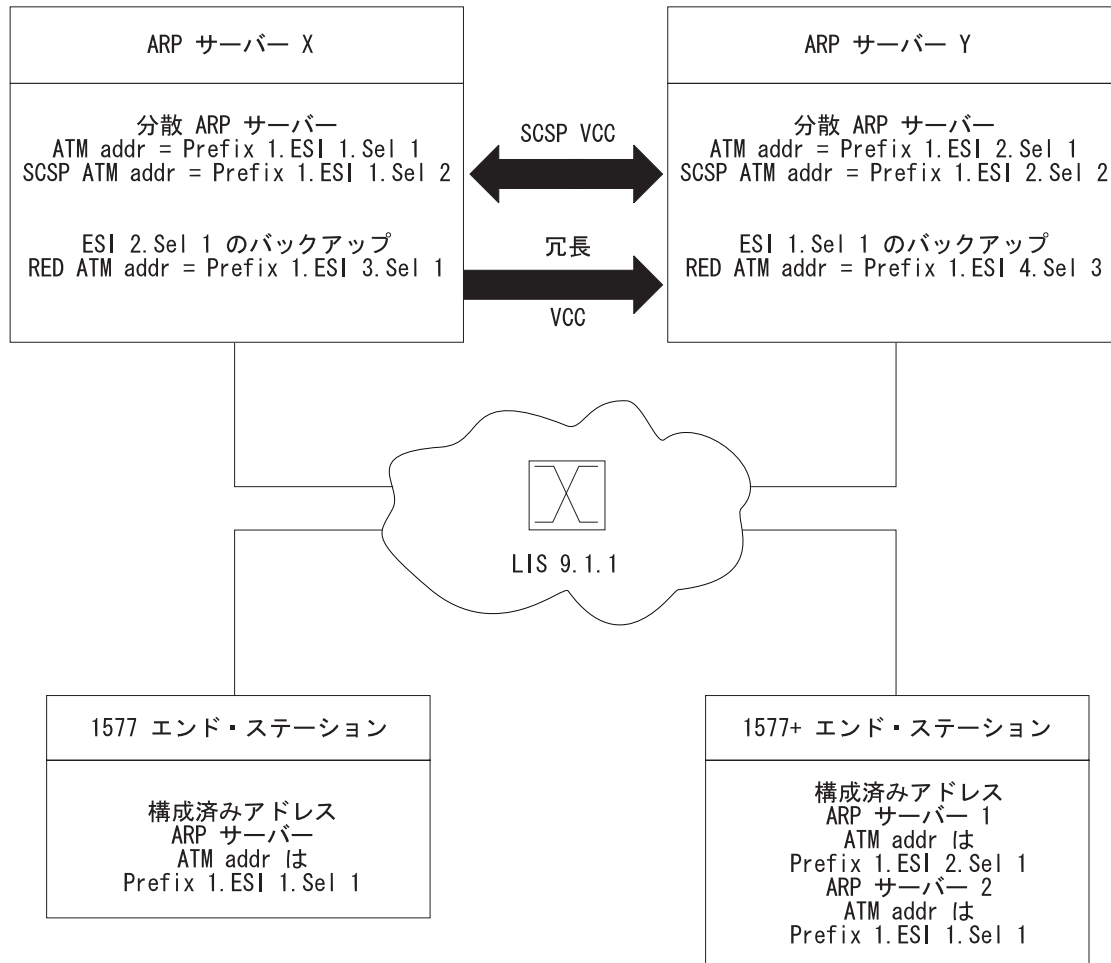 ARP サーバー X
分散 ARP サーバー
ATM addr = Prefix 1.ESI 1.Sel 1
SCSP ATM addr = Prefix 1.ESI 1.Sel 2
ESI 2.Sel 1 のバックアップ
RED ATM addr = Prefix 1.ESI 3.Sel 1
SCSP VCC
冗長
VCC
ARP サーバー Y
分散 ARP サーバー
ATM addr = Prefix 1.ESI 2.Sel 1
SCSP ATM addr = Prefix 1.ESI 2.Sel 2
ESI 1.Sel 1 のバックアップ
RED ATM addr = Prefix 1.ESI 4.Sel 3
LIS 9.1.1
1577 エンド・ステーション
構成済みアドレス
ARP サーバー
ATM addr は
Prefix 1.ESI 1.Sel 1
1577+ エンド・ステーション
構成済みアドレス
ARP サーバー 1
ATM addr は
Prefix 1.ESI 2.Sel 1
ARP サーバー 2
ATM addr は
Prefix 1.ESI 1.Sel 1